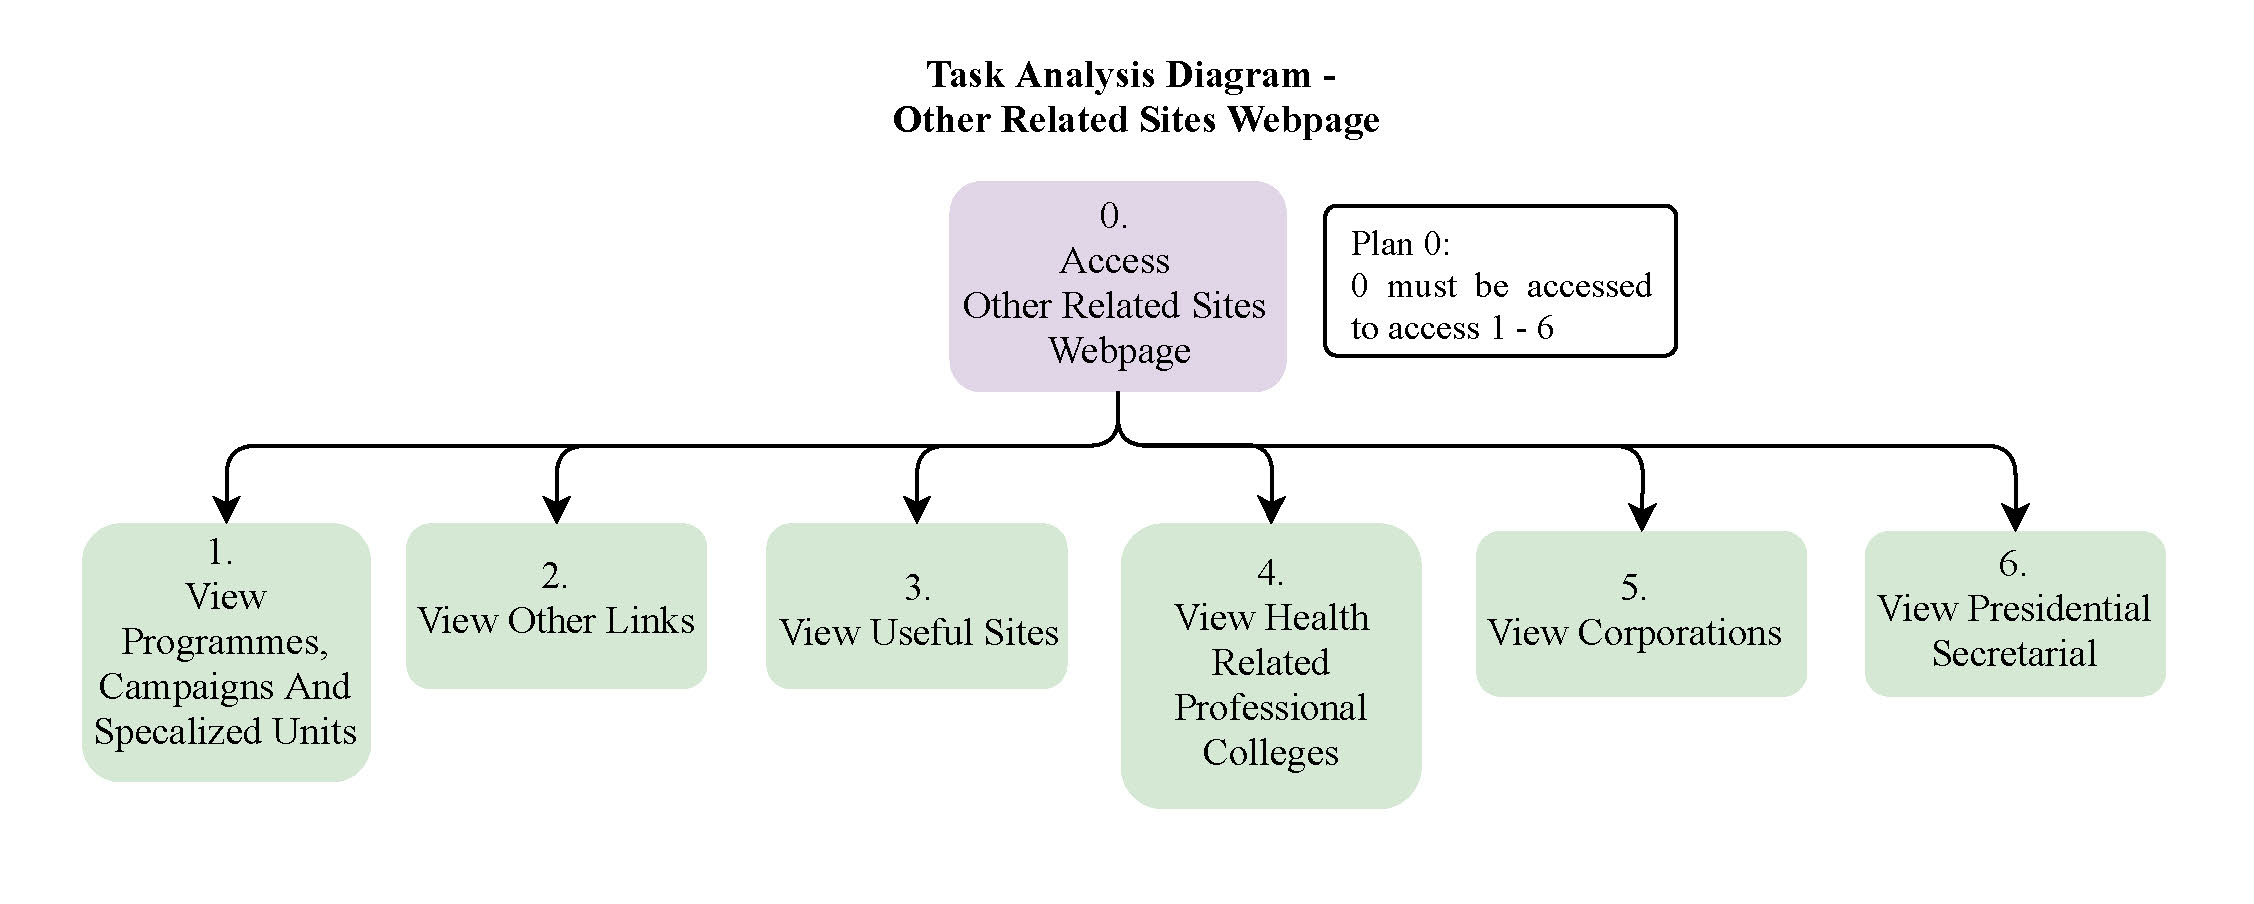 Task Analysis Diagram -
Other Related Sites Webpage
0.
Access
Other Related Sites
Webpage
Plan 0:
0 must be accessed
to access 1 - 6
1.
View
Programmes,
Campaigns And
Specalized Units
2.
View Other Links
3.
View Useful Sites
4.
View Health
Related
Professional
Colleges
5.
View Corporations
6.
View Presidential
Secretarial